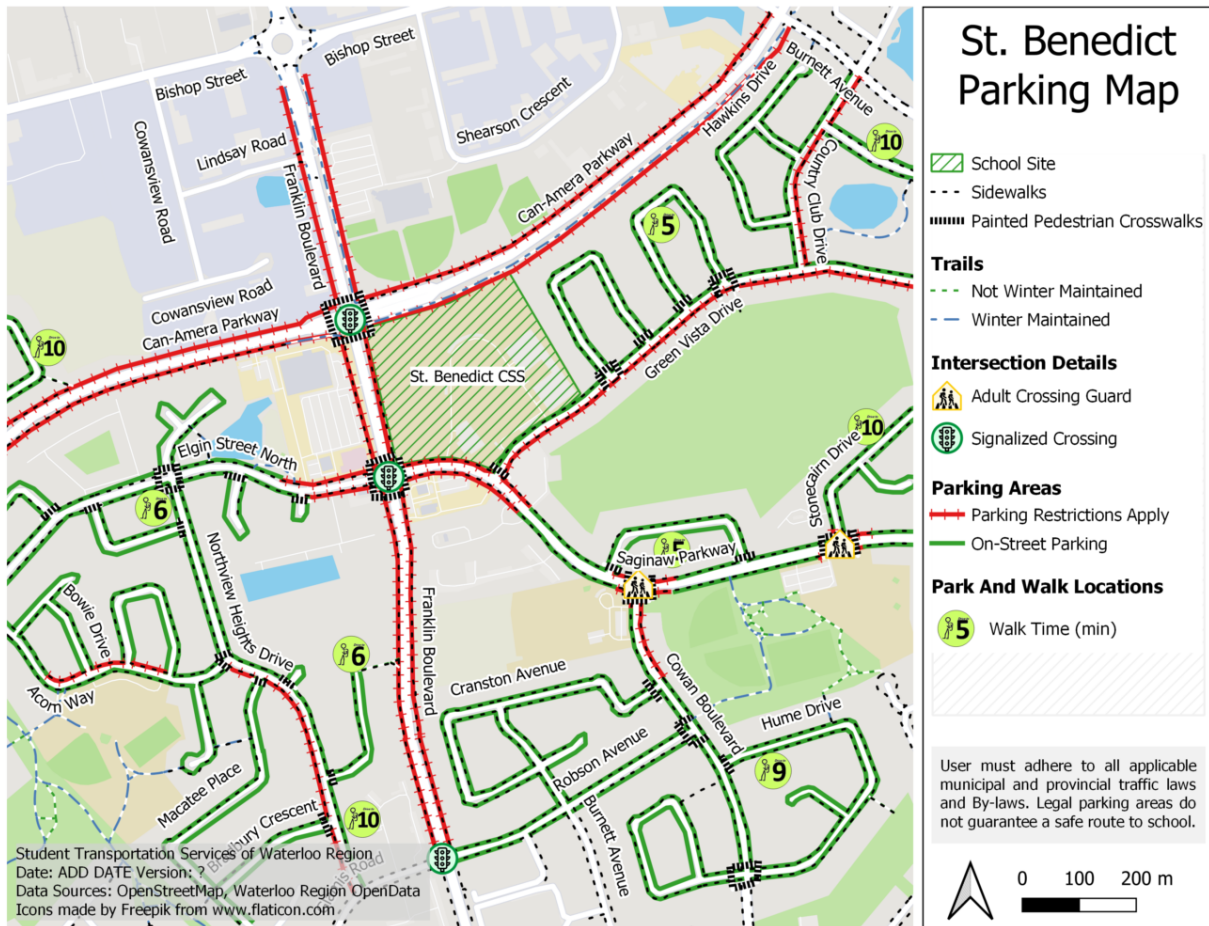 St. Benedict
Parking Map
School Site
Sidewalks
Painted Pedestrian Crosswalks
Trails
Not Winter Maintained
Winter Maintained
Intersection Details
Adult Crossing Guard
Signalized Crossing
Parking Areas
Parking Restrictions Apply
On-Street Parking
Park And Walk Locations
5
Walk Time (min)
User must adhere to all applicable
municipal and provincial traffic laws
and By-laws. Legal parking areas do
not guarantee a safe route to school.
0 100 200 m
Bishop Street
Bishop Street
Cowansview Road
Lindsay Road
Franklin Boulevard
Shearson Crescent
Can-Amera Parkway
Hawkins Drive
Burnett Avenue
10
Country Club Drive
5
Cowansview Road
Can-Amera Parkway
10
St. Benedict CSS
Green Vista Drive
Elgin Street North
6
Stonecairn Drive
10
5
Saginaw Parkway
Northview Heights Drive
Bowie Drive
Acorn Way
6
Franklin Boulevard
Cranston Avenue
Cowan Boulevard
Hume Drive
Robson Avenue
9
Burnett Avenue
Macatee Place
Bradbury Crescent
10
Student Transportation Services of Waterloo Region
Date: ADD DATE Version: ?
Data Sources: OpenStreetMap, Waterloo Region OpenData
Icons made by Freepik from www.flaticon.com
Road